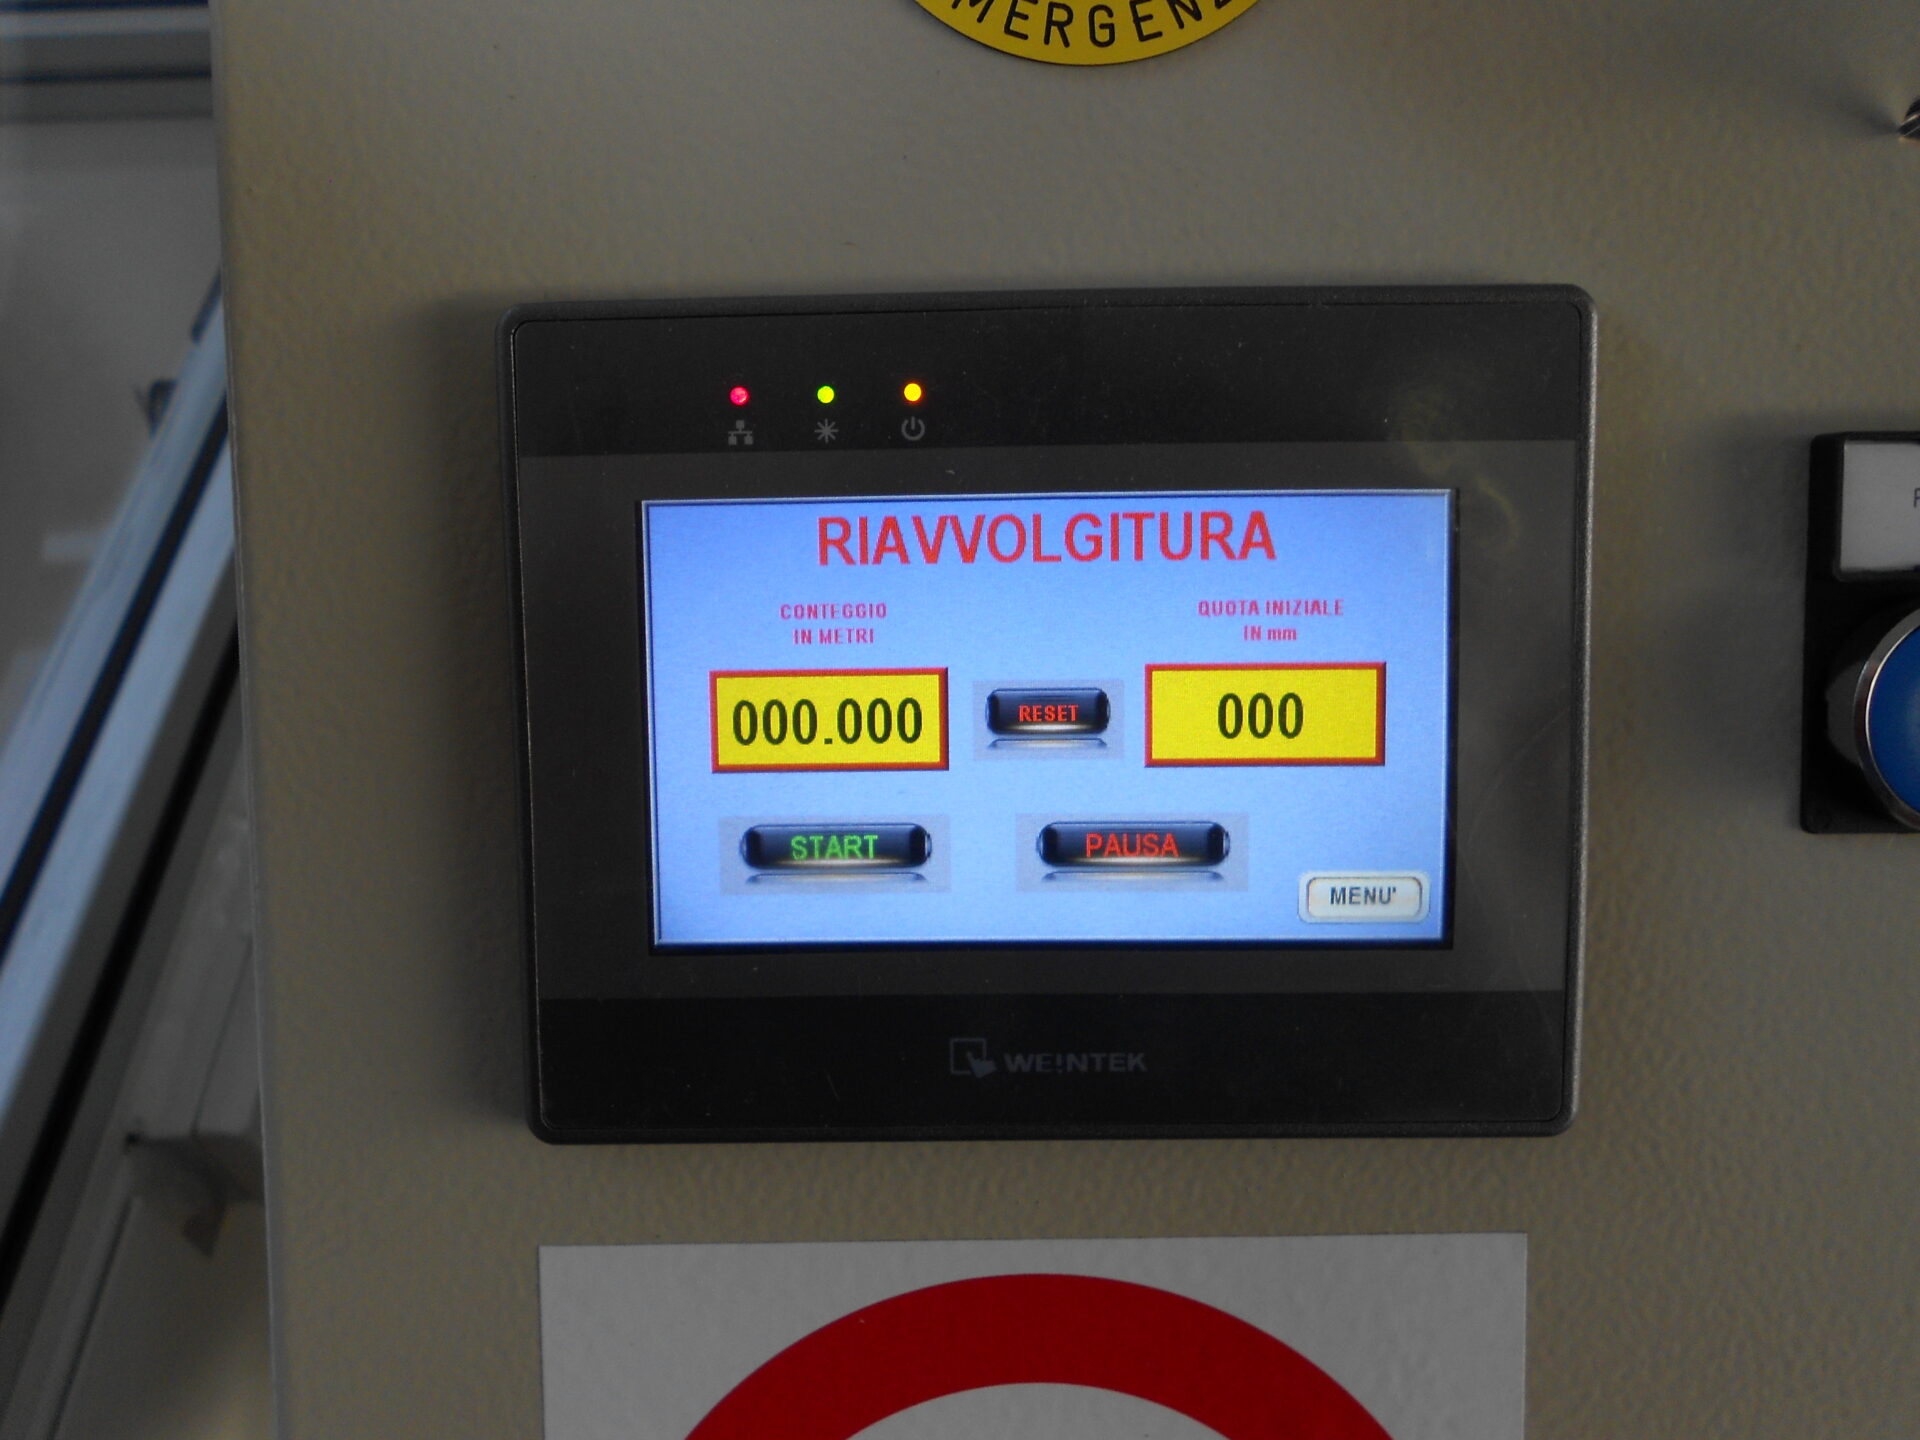 MERGEN
RIAVVOLGITURA
CONTEGGIO
IN METRI
QUOTA INIZIALE
IN mm
000.000
RESET
000
START
PAUSA
MENU'
WEINTEK